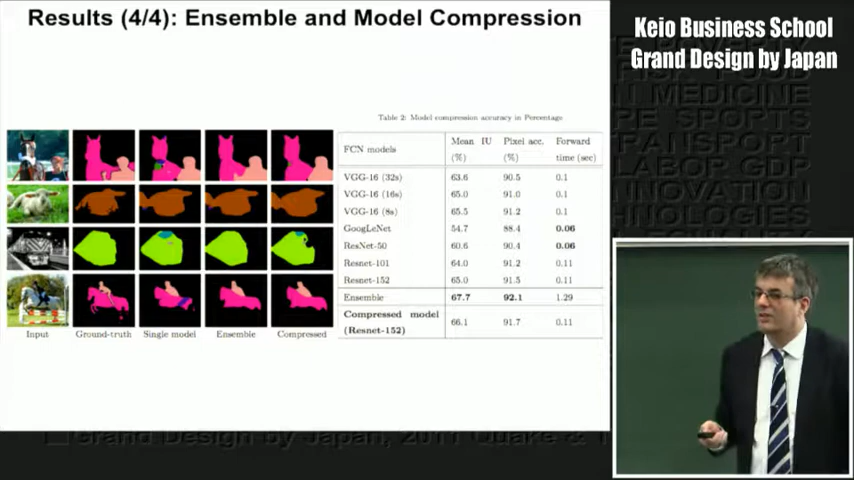 Results (4/4): Ensemble and Model Compression
Keio Business School
Grand Design by Japan
Table 2: Model compression accuracy in Percentage
FCN models Mean IU (%) Pixel acc. (%) Forward time (sec)
VGG-16 (32s) 63.6 90.5 0.1
VGG-16 (16s) 65.0 91.0 0.1
VGG-16 (8s) 65.5 91.2 0.1
GoogLeNet 54.7 88.4 0.06
ResNet-50 60.6 90.4 0.06
Resnet-101 64.0 91.2 0.11
Resnet-152 65.0 91.5 0.11
Ensemble 67.7 92.1 1.29
Compressed model (Resnet-152) 66.1 91.7 0.11
Input Ground-truth Single model Ensemble Compressed
MEDICINE
SPORTS
LABOR GDP
Grand Design by Japan, 2011 Quake &